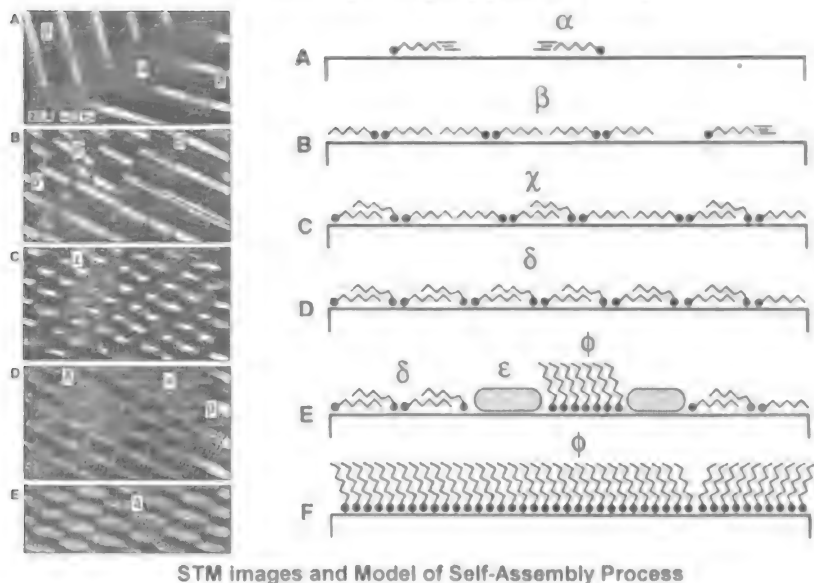 A
B
C
D
E
A
α
B
β
C
χ
D
δ
E
δ
ε
ϕ
F
ϕ
STM images and Model of Self-Assembly Process